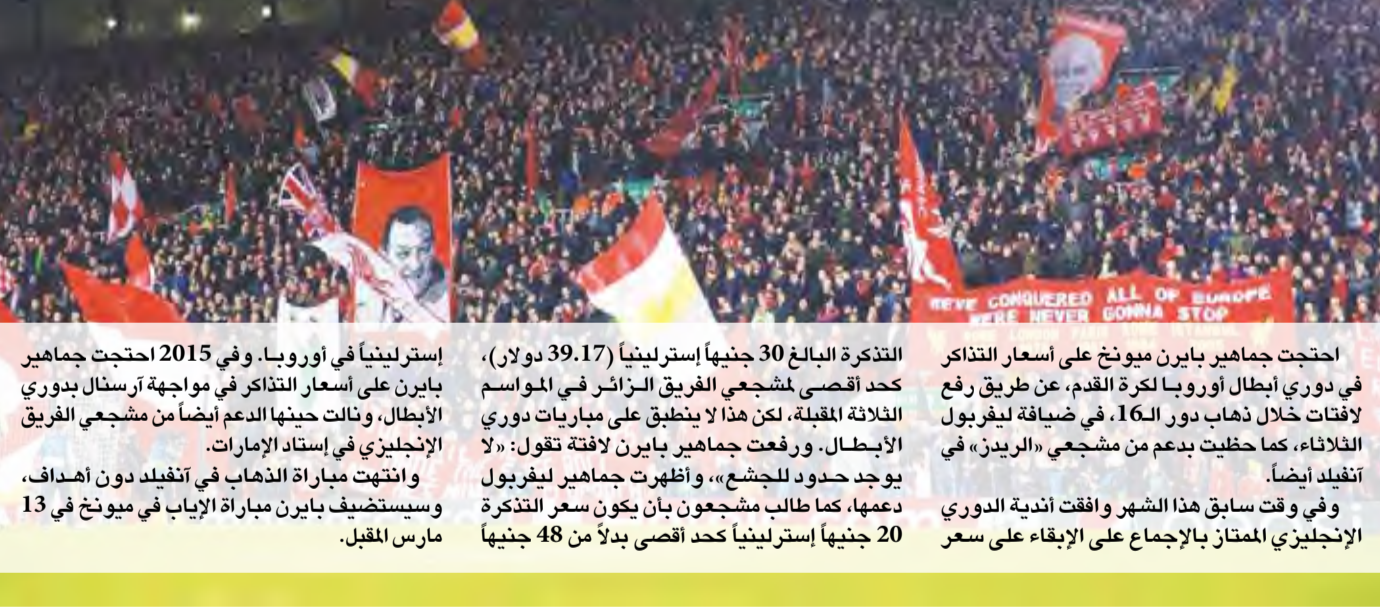 WEVE CONQUERED ALL OF EUROPE
WERE NEVER GONNA STOP
احتجت جماهير بايرن ميونخ على أسعار التذاكر
في دوري أبطال أوروبا لكرة القدم، عن طريق رفع
لافتات خلال ذهاب دور الـ16، في ضيافة ليفربول
الثلاثاء، كما حظيت بدعم من مشجعي «الريدز» في
آنفيلد أيضاً.
وفي وقت سابق هذا الشهر وافقت أندية الدوري
الإنجليزي الممتاز بالإجماع على الإبقاء على سعر
التذكرة البالغ 30 جنيهاً إسترلينياً (39.17 دولار)،
كحد أقصى لمشجعي الفريق الزائر في المواسم
الثلاثة المقبلة، لكن هذا لا ينطبق على مباريات دوري
الأبطال. ورفعت جماهير بايرن لافتة تقول: «لا
يوجد حدود للجشع»، وأظهرت جماهير ليفربول
دعمها، كما طالب مشجعون بأن يكون سعر التذكرة
20 جنيهاً إسترلينياً كحد أقصى بدلاً من 48 جنيهاً
إسترلينياً في أوروبا. وفي 2015 احتجت جماهير
بايرن على أسعار التذاكر في مواجهة آرسنال بدوري
الأبطال، ونالت حينها الدعم أيضاً من مشجعي الفريق
الإنجليزي في إستاد الإمارات.
وانتهت مباراة الذهاب في آنفيلد دون أهداف،
وسيستضيف بايرن مباراة الإياب في ميونخ في 13
مارس المقبل.